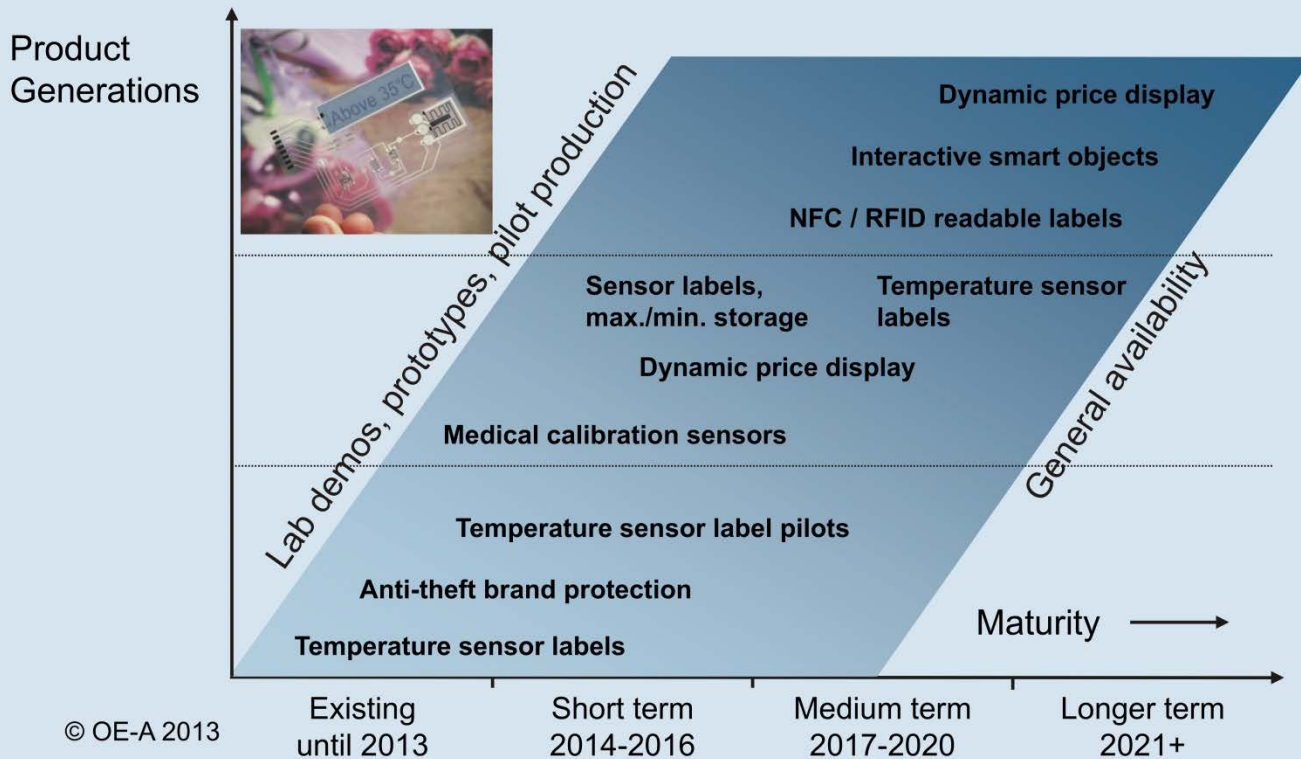 Product
Generations
Above 35°C
Lab demos, prototypes, pilot production
Dynamic price display
Interactive smart objects
NFC / RFID readable labels
Sensor labels,
max./min. storage
Temperature sensor
labels
Dynamic price display
Medical calibration sensors
General availability
Temperature sensor label pilots
Anti-theft brand protection
Temperature sensor labels
Maturity
Existing
until 2013
Short term
2014-2016
Medium term
2017-2020
Longer term
2021+
© OE-A 2013